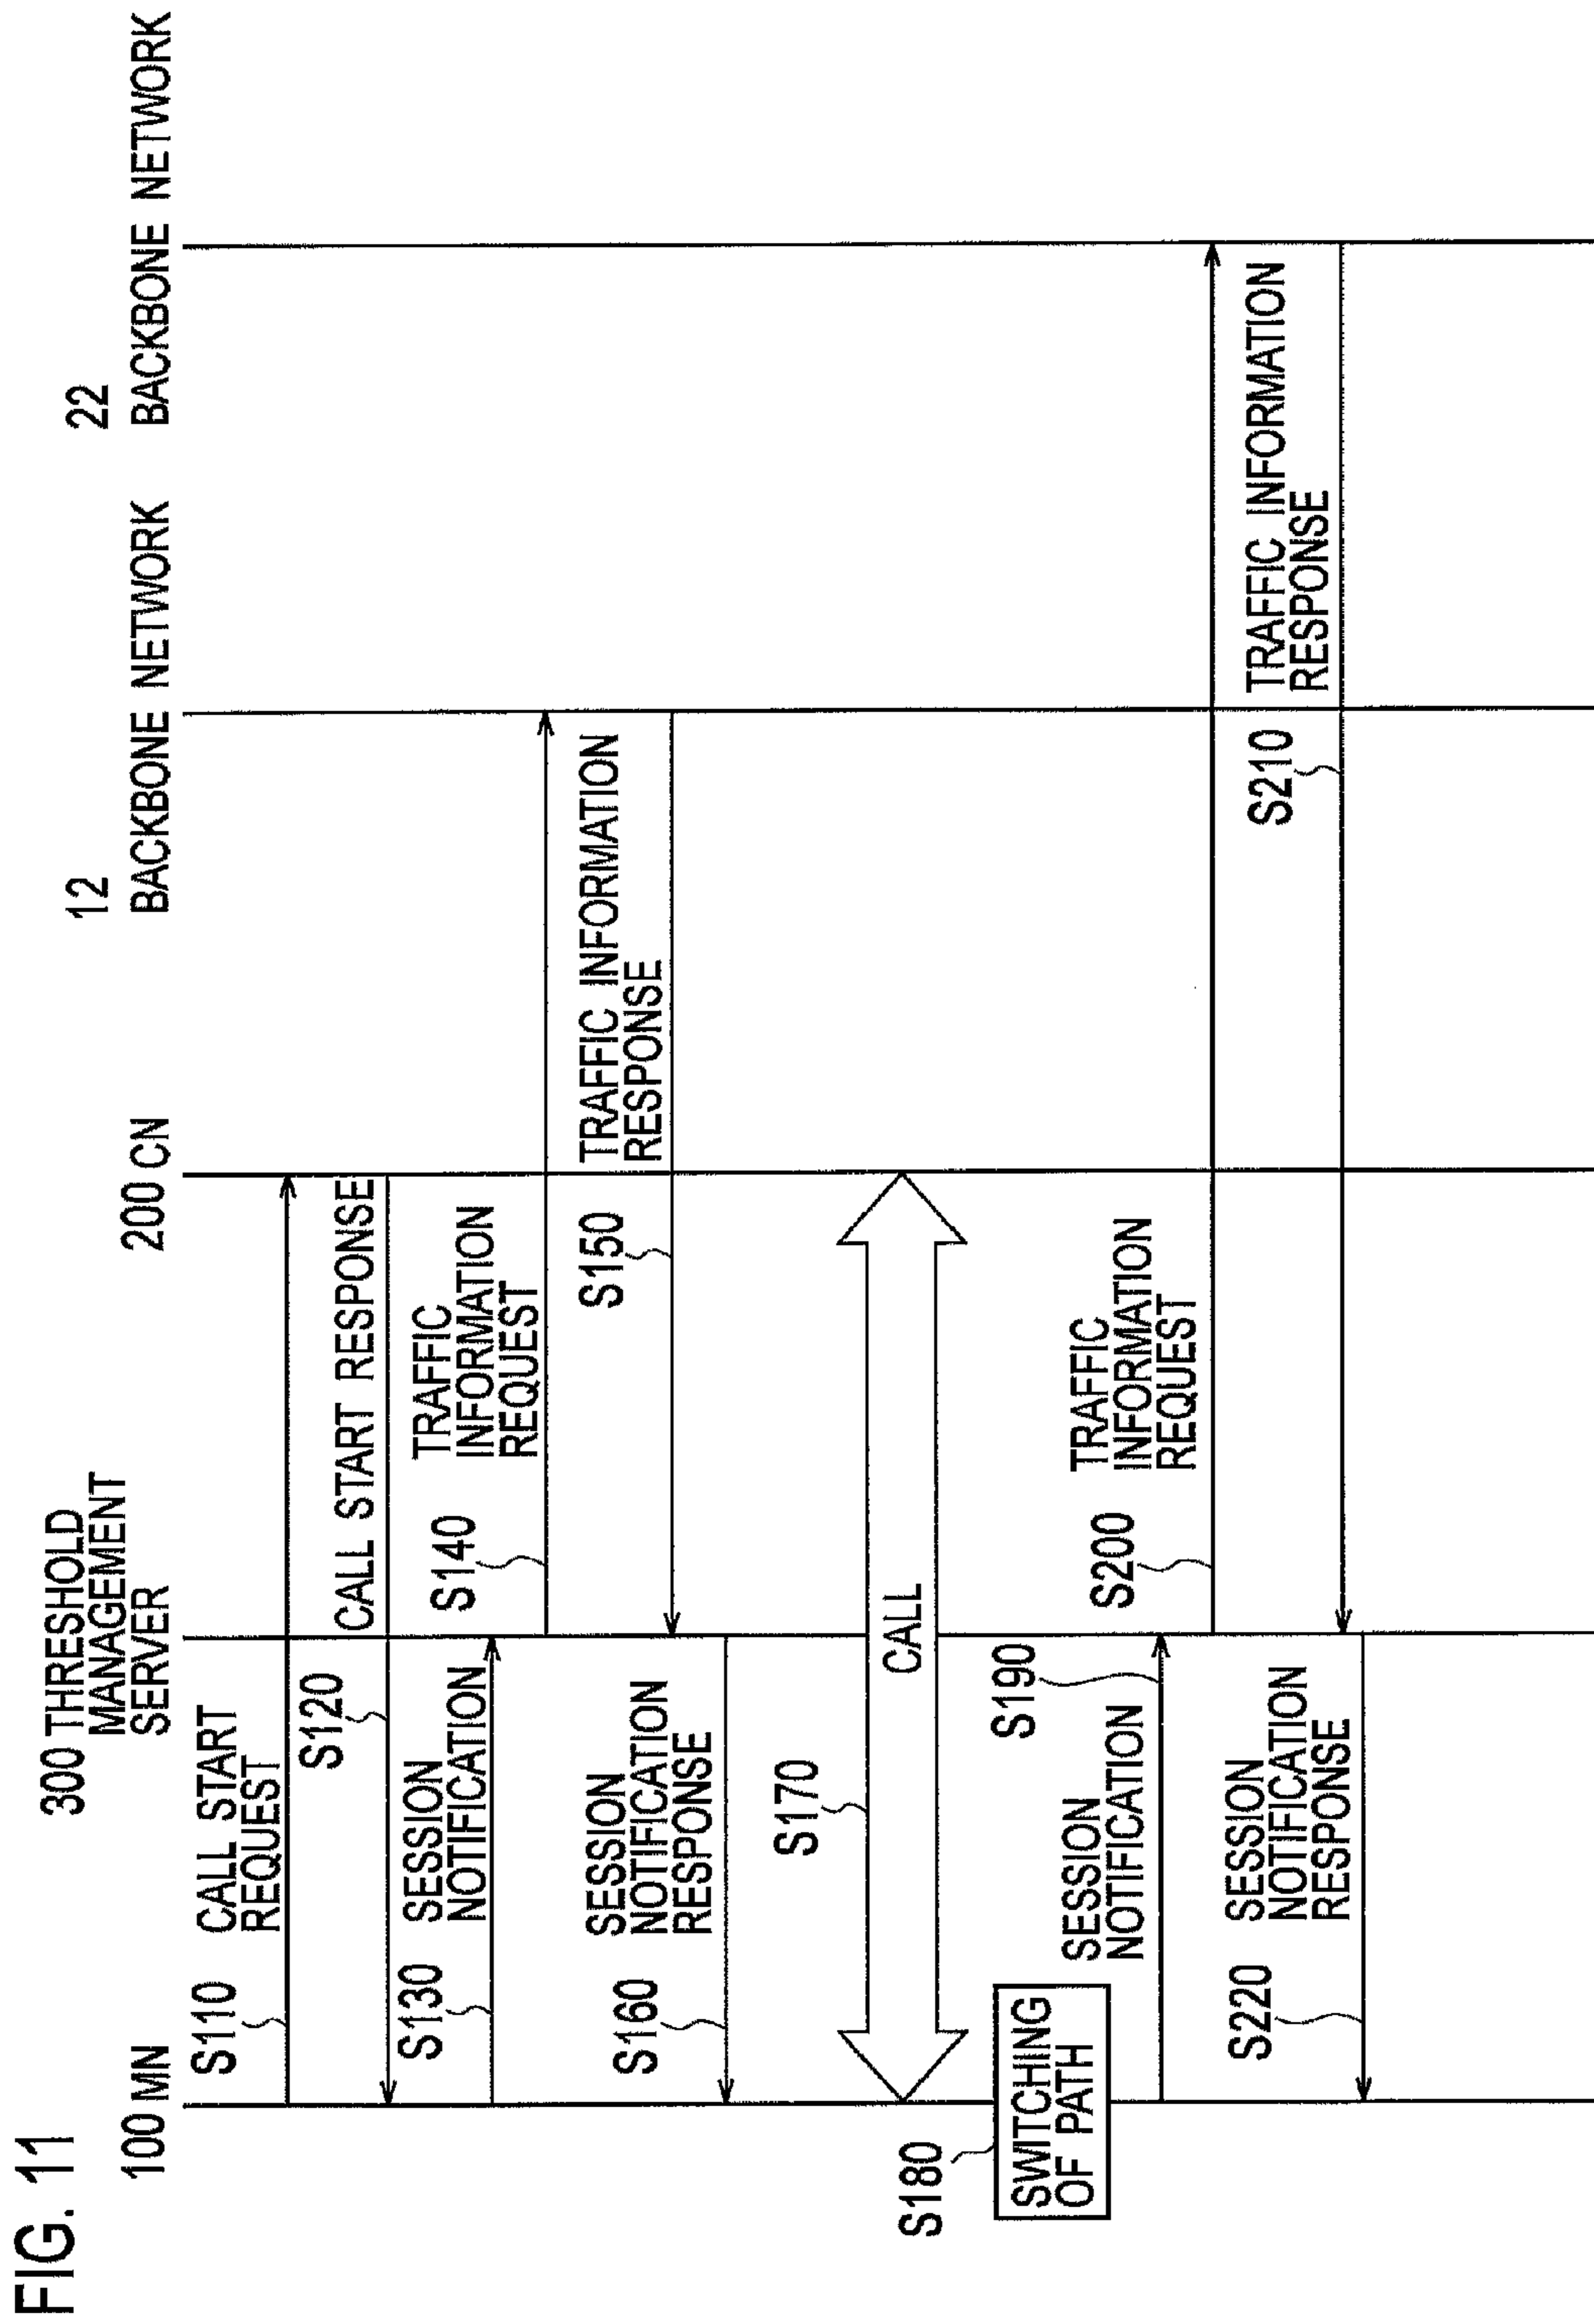 FIG. 11
100 MN
300 THRESHOLD
MANAGEMENT
SERVER
200 CN
12
BACKBONE NETWORK
22
BACKBONE NETWORK
S110
CALL START
REQUEST
S120
CALL START RESPONSE
S130
SESSION
NOTIFICATION
S140
TRAFFIC
INFORMATION
REQUEST
S150
TRAFFIC INFORMATION
RESPONSE
S160
SESSION
NOTIFICATION
RESPONSE
S170
CALL
S180
SWITCHING
OF PATH
S190
SESSION
NOTIFICATION
S200
TRAFFIC
INFORMATION
REQUEST
S210
TRAFFIC INFORMATION
RESPONSE
S220
SESSION
NOTIFICATION
RESPONSE